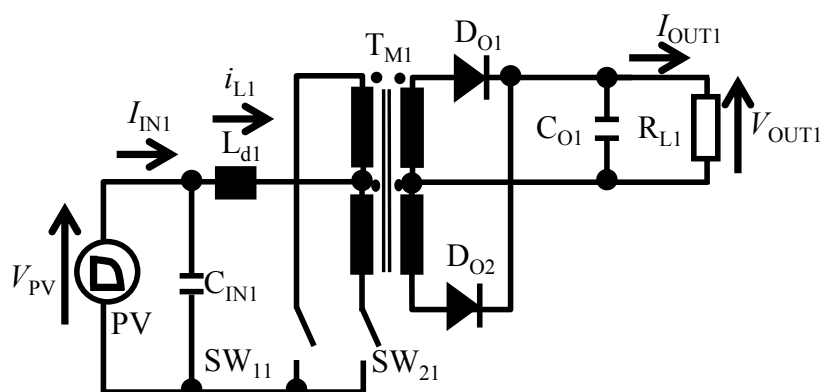 D_O1
I_OUT1
T_M1
i_L1
I_IN1
L_d1
C_O1
R_L1
V_OUT1
V_PV
C_IN1
D_O2
PV
SW_11
SW_21